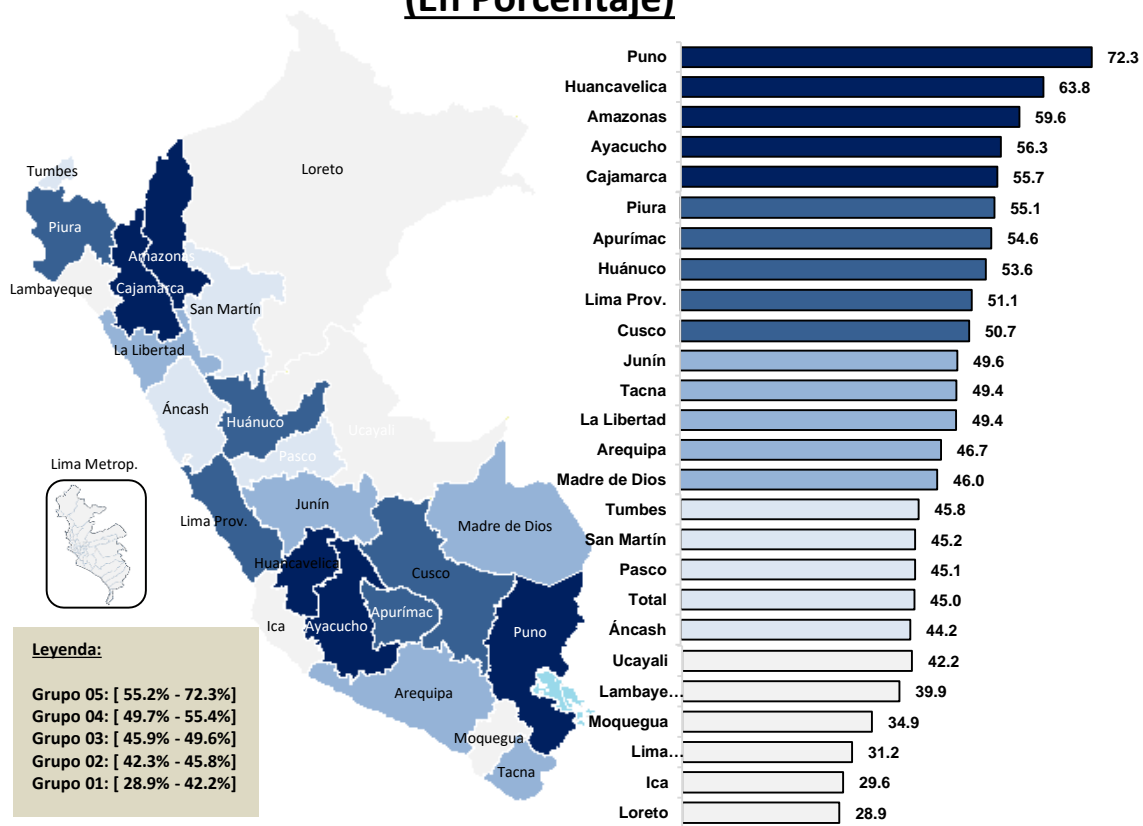 (En Porcentaje)
Loreto
Tumbes
Piura
Amazonas
Cajamarca
Lambayeque
San Martín
La Libertad
Áncash
Huánuco
Ucayali
Pasco
Lima Metrop.
Junín
Lima Prov.
Madre de Dios
Huancavelica
Cusco
Apurímac
Ica
Ayacucho
Puno
Arequipa
Moquegua
Tacna
Leyenda:
Grupo 05: [ 55.2% - 72.3%]
Grupo 04: [ 49.7% - 55.4%]
Grupo 03: [ 45.9% - 49.6%]
Grupo 02: [ 42.3% - 45.8%]
Grupo 01: [ 28.9% - 42.2%]
Puno 72.3
Huancavelica 63.8
Amazonas 59.6
Ayacucho 56.3
Cajamarca 55.7
Piura 55.1
Apurímac 54.6
Huánuco 53.6
Lima Prov. 51.1
Cusco 50.7
Junín 49.6
Tacna 49.4
La Libertad 49.4
Arequipa 46.7
Madre de Dios 46.0
Tumbes 45.8
San Martín 45.2
Pasco 45.1
Total 45.0
Áncash 44.2
Ucayali 42.2
Lambaye… 39.9
Moquegua 34.9
Lima… 31.2
Ica 29.6
Loreto 28.9